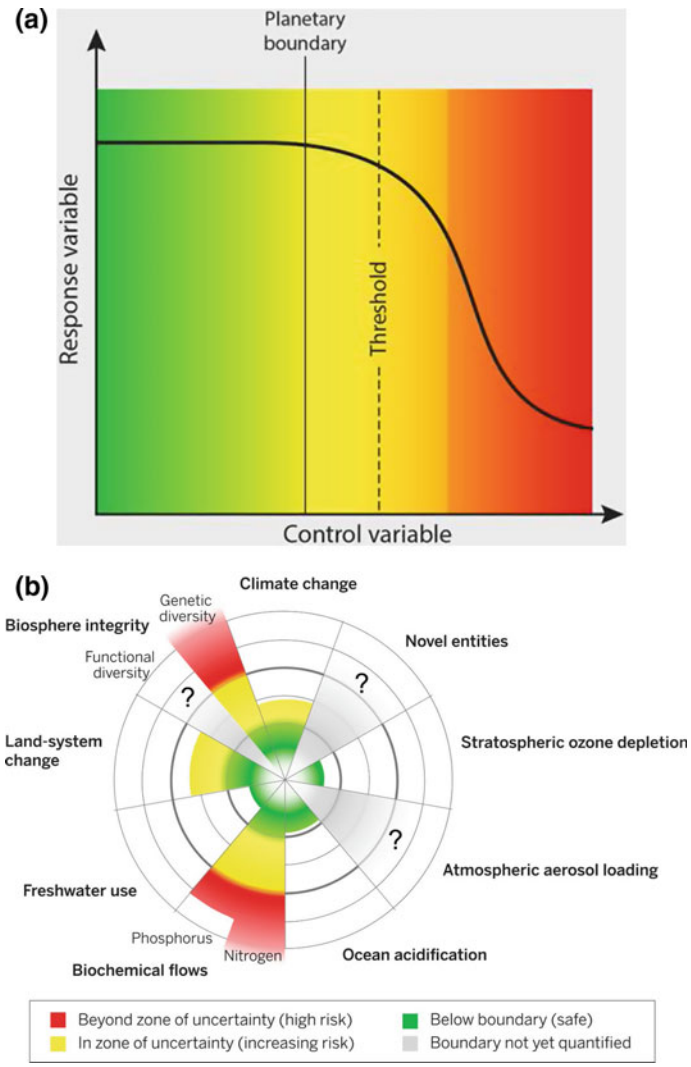 (a)
Planetary
boundary
Response variable
Threshold
Control variable
(b)
Climate change
Genetic
diversity
Biosphere integrity
Functional
diversity
Novel entities
?
?
Land-system
change
Stratospheric ozone depletion
?
Atmospheric aerosol loading
Freshwater use
Phosphorus
Nitrogen
Ocean acidification
Biochemical flows
Beyond zone of uncertainty (high risk)
Below boundary (safe)
In zone of uncertainty (increasing risk)
Boundary not yet quantified